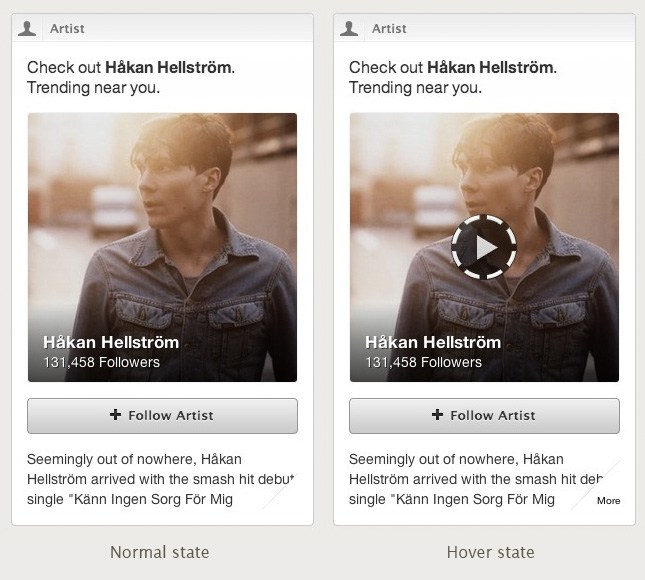 Artist
Check out Håkan Hellström.
Trending near you.
Håkan Hellström
131,458 Followers
Follow Artist
Seemingly out of nowhere, Håkan
Hellström arrived with the smash hit debut
single "Känn Ingen Sorg För Mig
Normal state
Artist
Check out Håkan Hellström.
Trending near you.
Håkan Hellström
131,458 Followers
Follow Artist
Seemingly out of nowhere, Håkan
Hellström arrived with the smash hit
single "Känn Ingen Sorg För Mig
More
Hover state